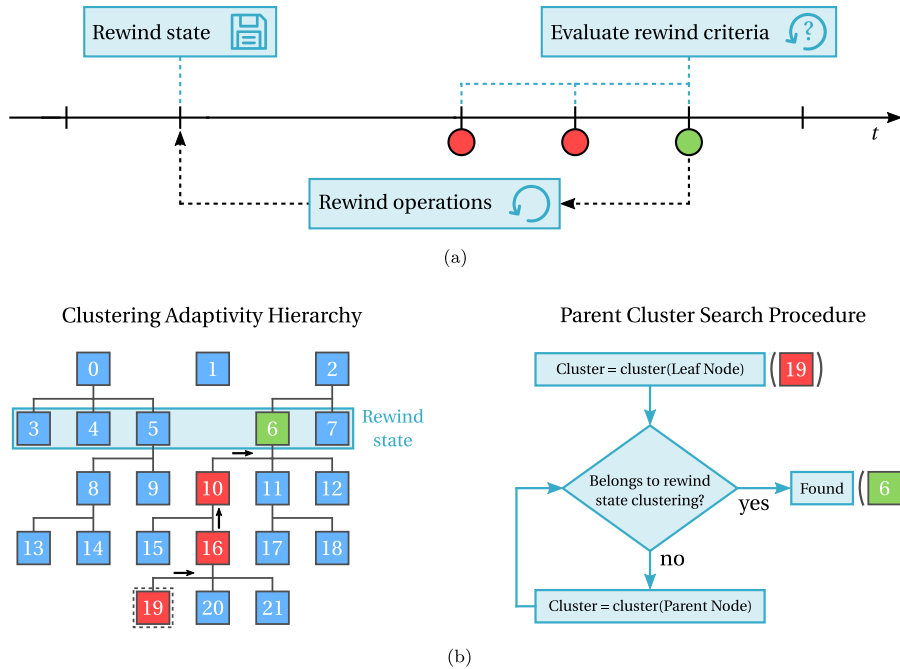 Rewind state
Evaluate rewind criteria
?
t
Rewind operations
(a)
Clustering Adaptivity Hierarchy
0 1 2
3 4 5 6 7
Rewind
state
8 9 10 11 12
13 14 15 16 17 18
19 20 21
Parent Cluster Search Procedure
Cluster = cluster(Leaf Node) (19)
Belongs to rewind
state clustering?
yes
Found (6
no
Cluster = cluster(Parent Node)
(b)